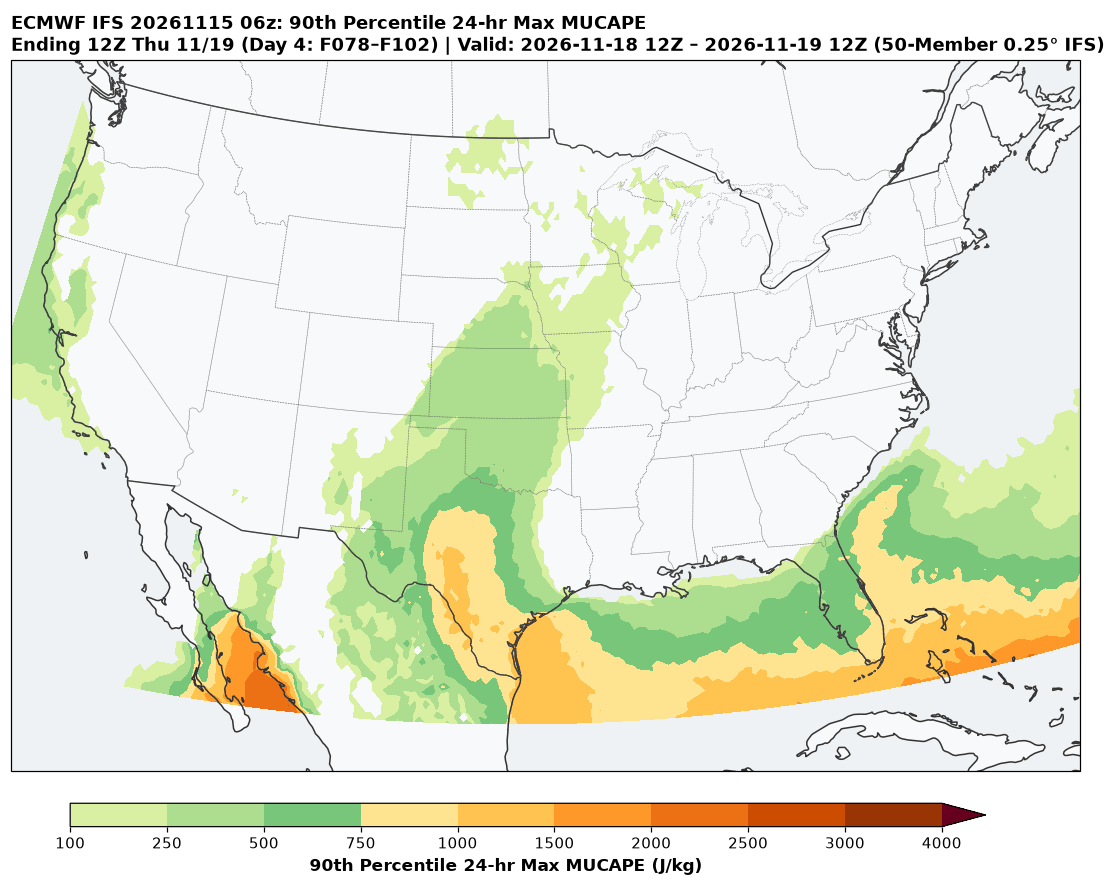 ECMWF IFS 20261115 06z: 90th Percentile 24-hr Max MUCAPE
Ending 12Z Thu 11/19 (Day 4: F078–F102) | Valid: 2026-11-18 12Z – 2026-11-19 12Z (50-Member 0.25° IFS)
100 250 500 750 1000 1500 2000 2500 3000 4000
90th Percentile 24-hr Max MUCAPE (J/kg)